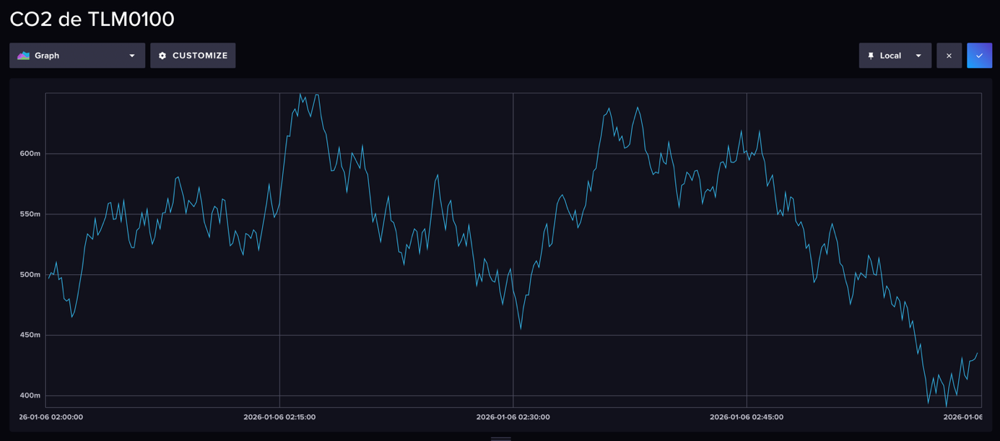 CO2 de TLM0100
Graph
CUSTOMIZE
Local
600m
550m
500m
450m
400m
26-01-06 02:00:00
2026-01-06 02:15:00
2026-01-06 02:30:00
2026-01-06 02:45:00
2026-01-06